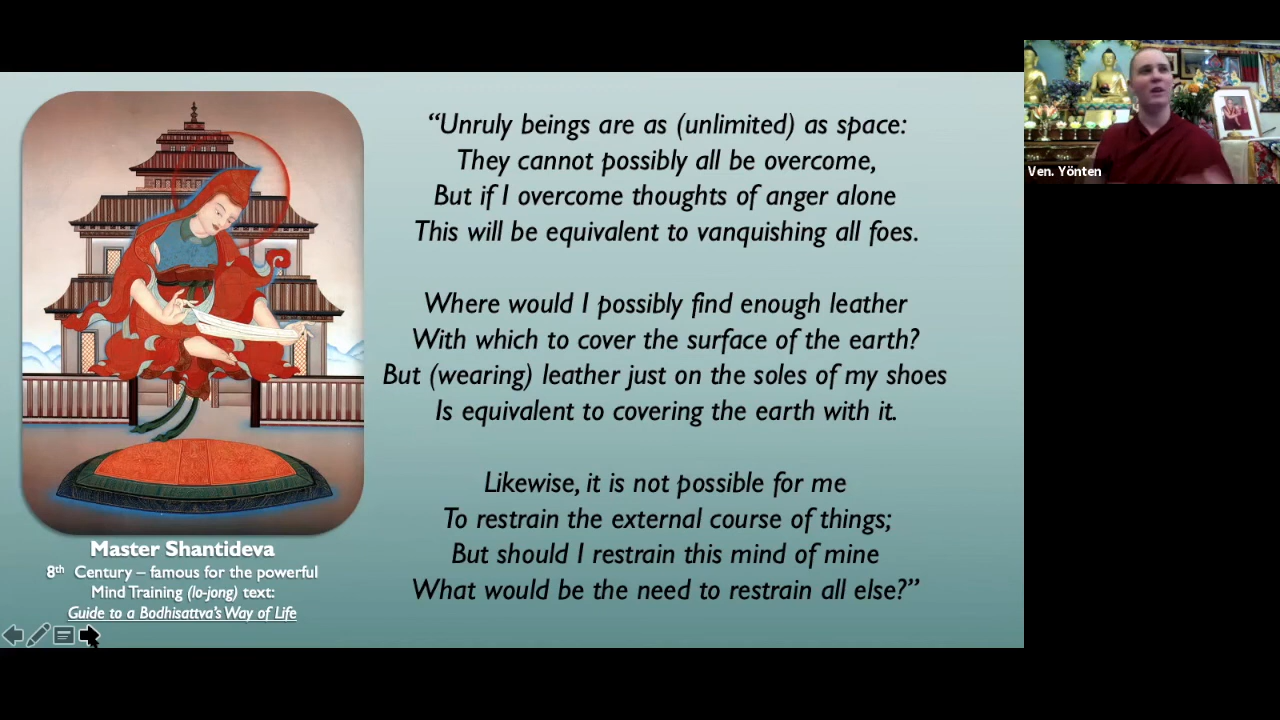 “Unruly beings are as (unlimited) as space:
They cannot possibly all be overcome,
But if I overcome thoughts of anger alone
This will be equivalent to vanquishing all foes.
Where would I possibly find enough leather
With which to cover the surface of the earth?
But (wearing) leather just on the soles of my shoes
Is equivalent to covering the earth with it.
Likewise, it is not possible for me
To restrain the external course of things;
But should I restrain this mind of mine
What would be the need to restrain all else?”
Master Shantideva
8th Century – famous for the powerful
Mind Training (lo-jong) text:
Guide to a Bodhisattva's Way of Life
Ven. Yönten